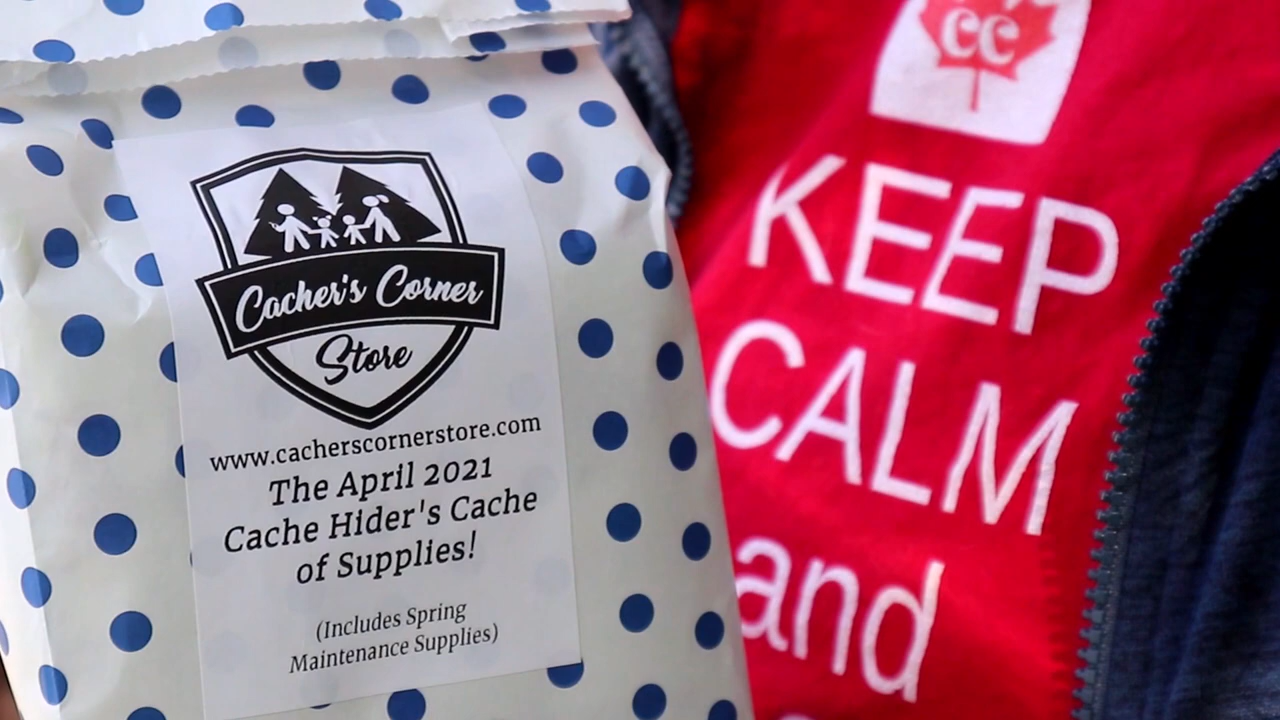 Cacher's Corner
Store
www.cacherscornerstore.com
The April 2021
Cache Hider's Cache
of Supplies!
(Includes Spring
Maintenance Supplies)
cc
KEEP
CALM
and